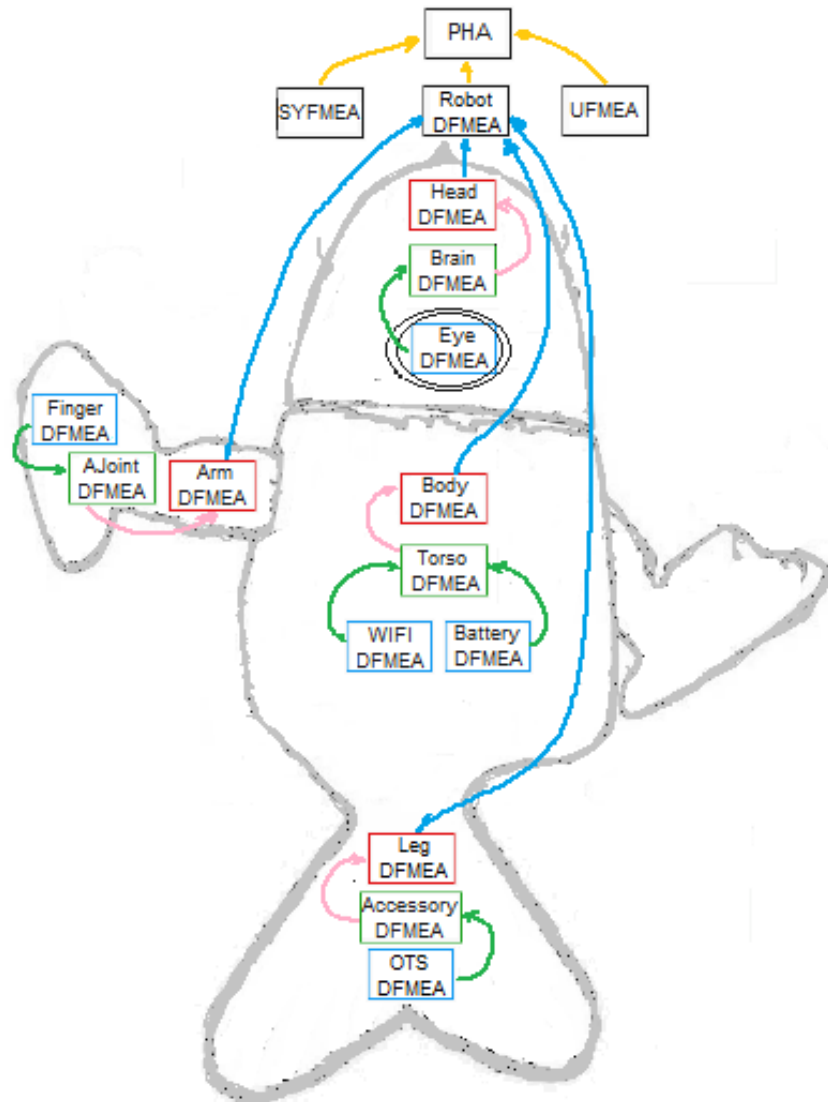 PHA
SYFMEA
Robot
DFMEA
UFMEA
Head
DFMEA
Brain
DFMEA
Eye
DFMEA
Finger
DFMEA
AJoint
DFMEA
Arm
DFMEA
Body
DFMEA
Torso
DFMEA
WIFI
DFMEA
Battery
DFMEA
Leg
DFMEA
Accessory
DFMEA
OTS
DFMEA